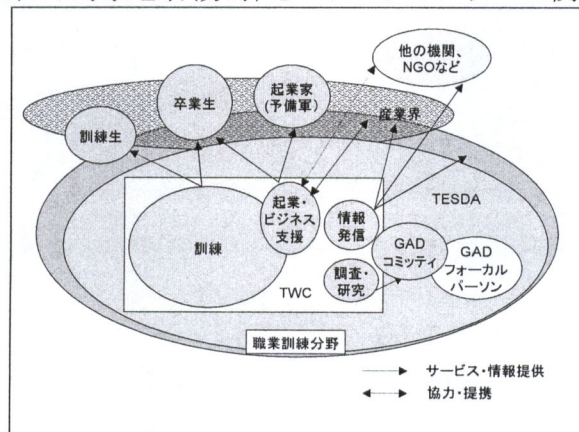 他の機関、
NGOなど
起業家
(予備軍)
卒業生
産業界
訓練生
TESDA
起業・
ビジネス
支援
情報
発信
訓練
GAD
コミッティ
GAD
フォーカル
パーソン
調査・
研究
TWC
職業訓練分野
サービス・情報提供
協力・提携